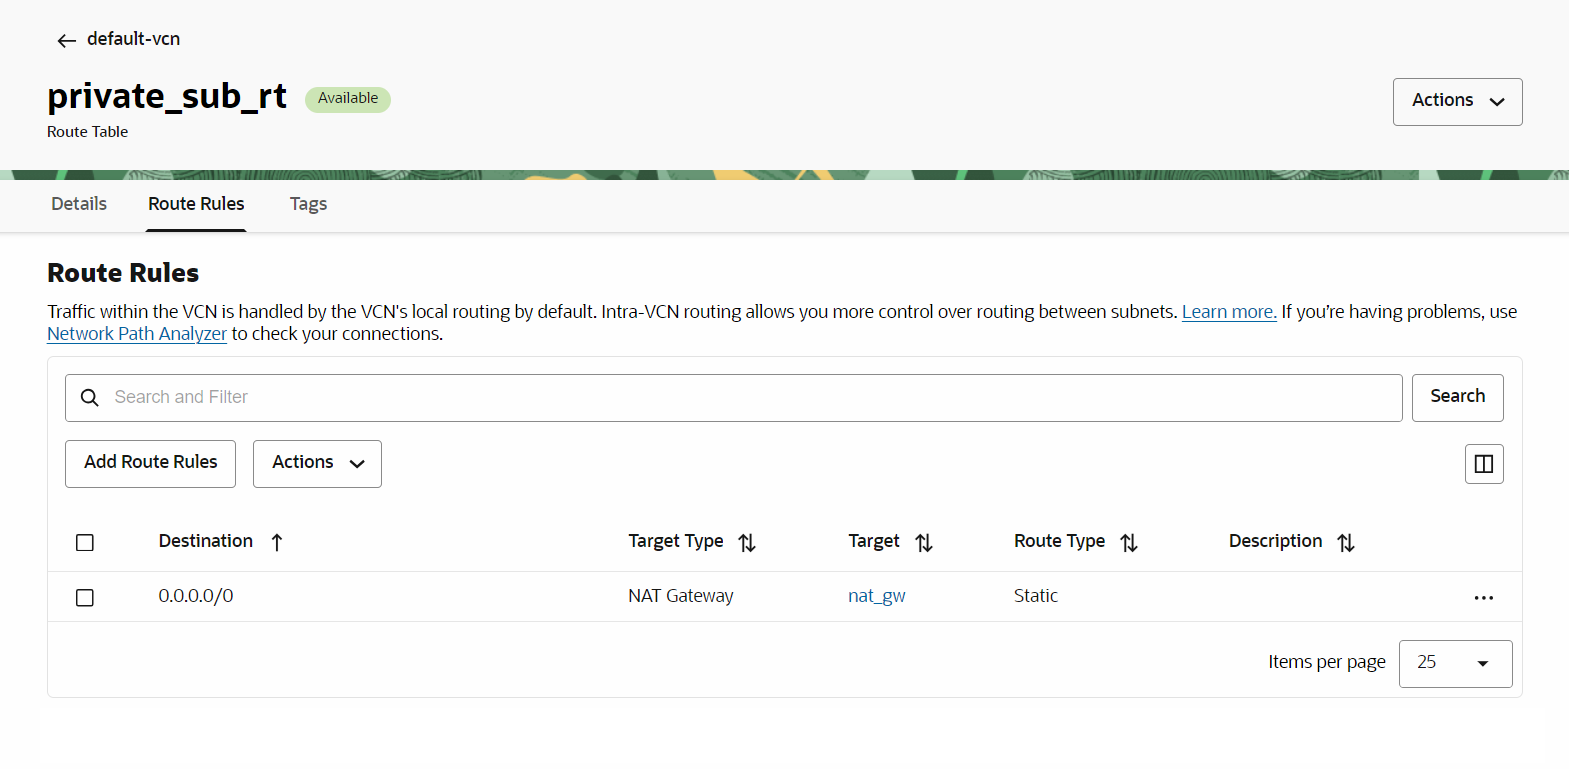 default-vcn
private_sub_rt Available
Route Table
Actions
Details Route Rules Tags
Route Rules
Traffic within the VCN is handled by the VCN's local routing by default. Intra-VCN routing allows you more control over routing between subnets. Learn more. If you’re having problems, use
Network Path Analyzer to check your connections.
Search and Filter Search
Add Route Rules Actions
Destination Target Type Target Route Type Description
0.0.0.0/0 NAT Gateway nat_gw Static
Items per page 25